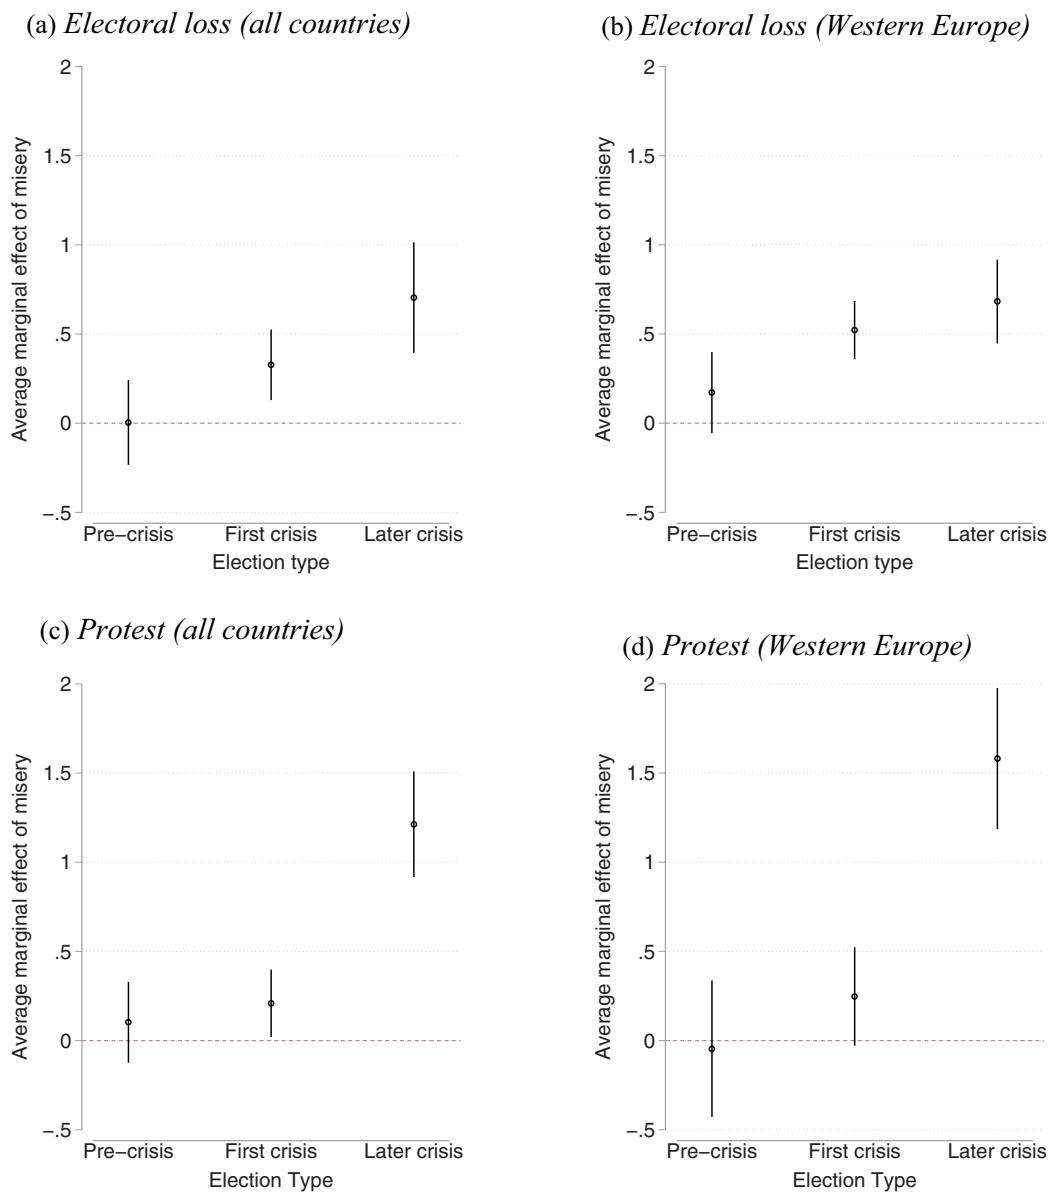 (a) Electoral loss (all countries)
2
1.5
1
.5
0
−.5
Average marginal effect of misery
Pre−crisis First crisis Later crisis
Election type
(b) Electoral loss (Western Europe)
2
1.5
1
.5
0
−.5
Average marginal effect of misery
Pre−crisis First crisis Later crisis
Election type
(c) Protest (all countries)
2
1.5
1
.5
0
−.5
Average marginal effect of misery
Pre−crisis First crisis Later crisis
Election Type
(d) Protest (Western Europe)
2
1.5
1
.5
0
−.5
Average marginal effect of misery
Pre−crisis First crisis Later crisis
Election Type